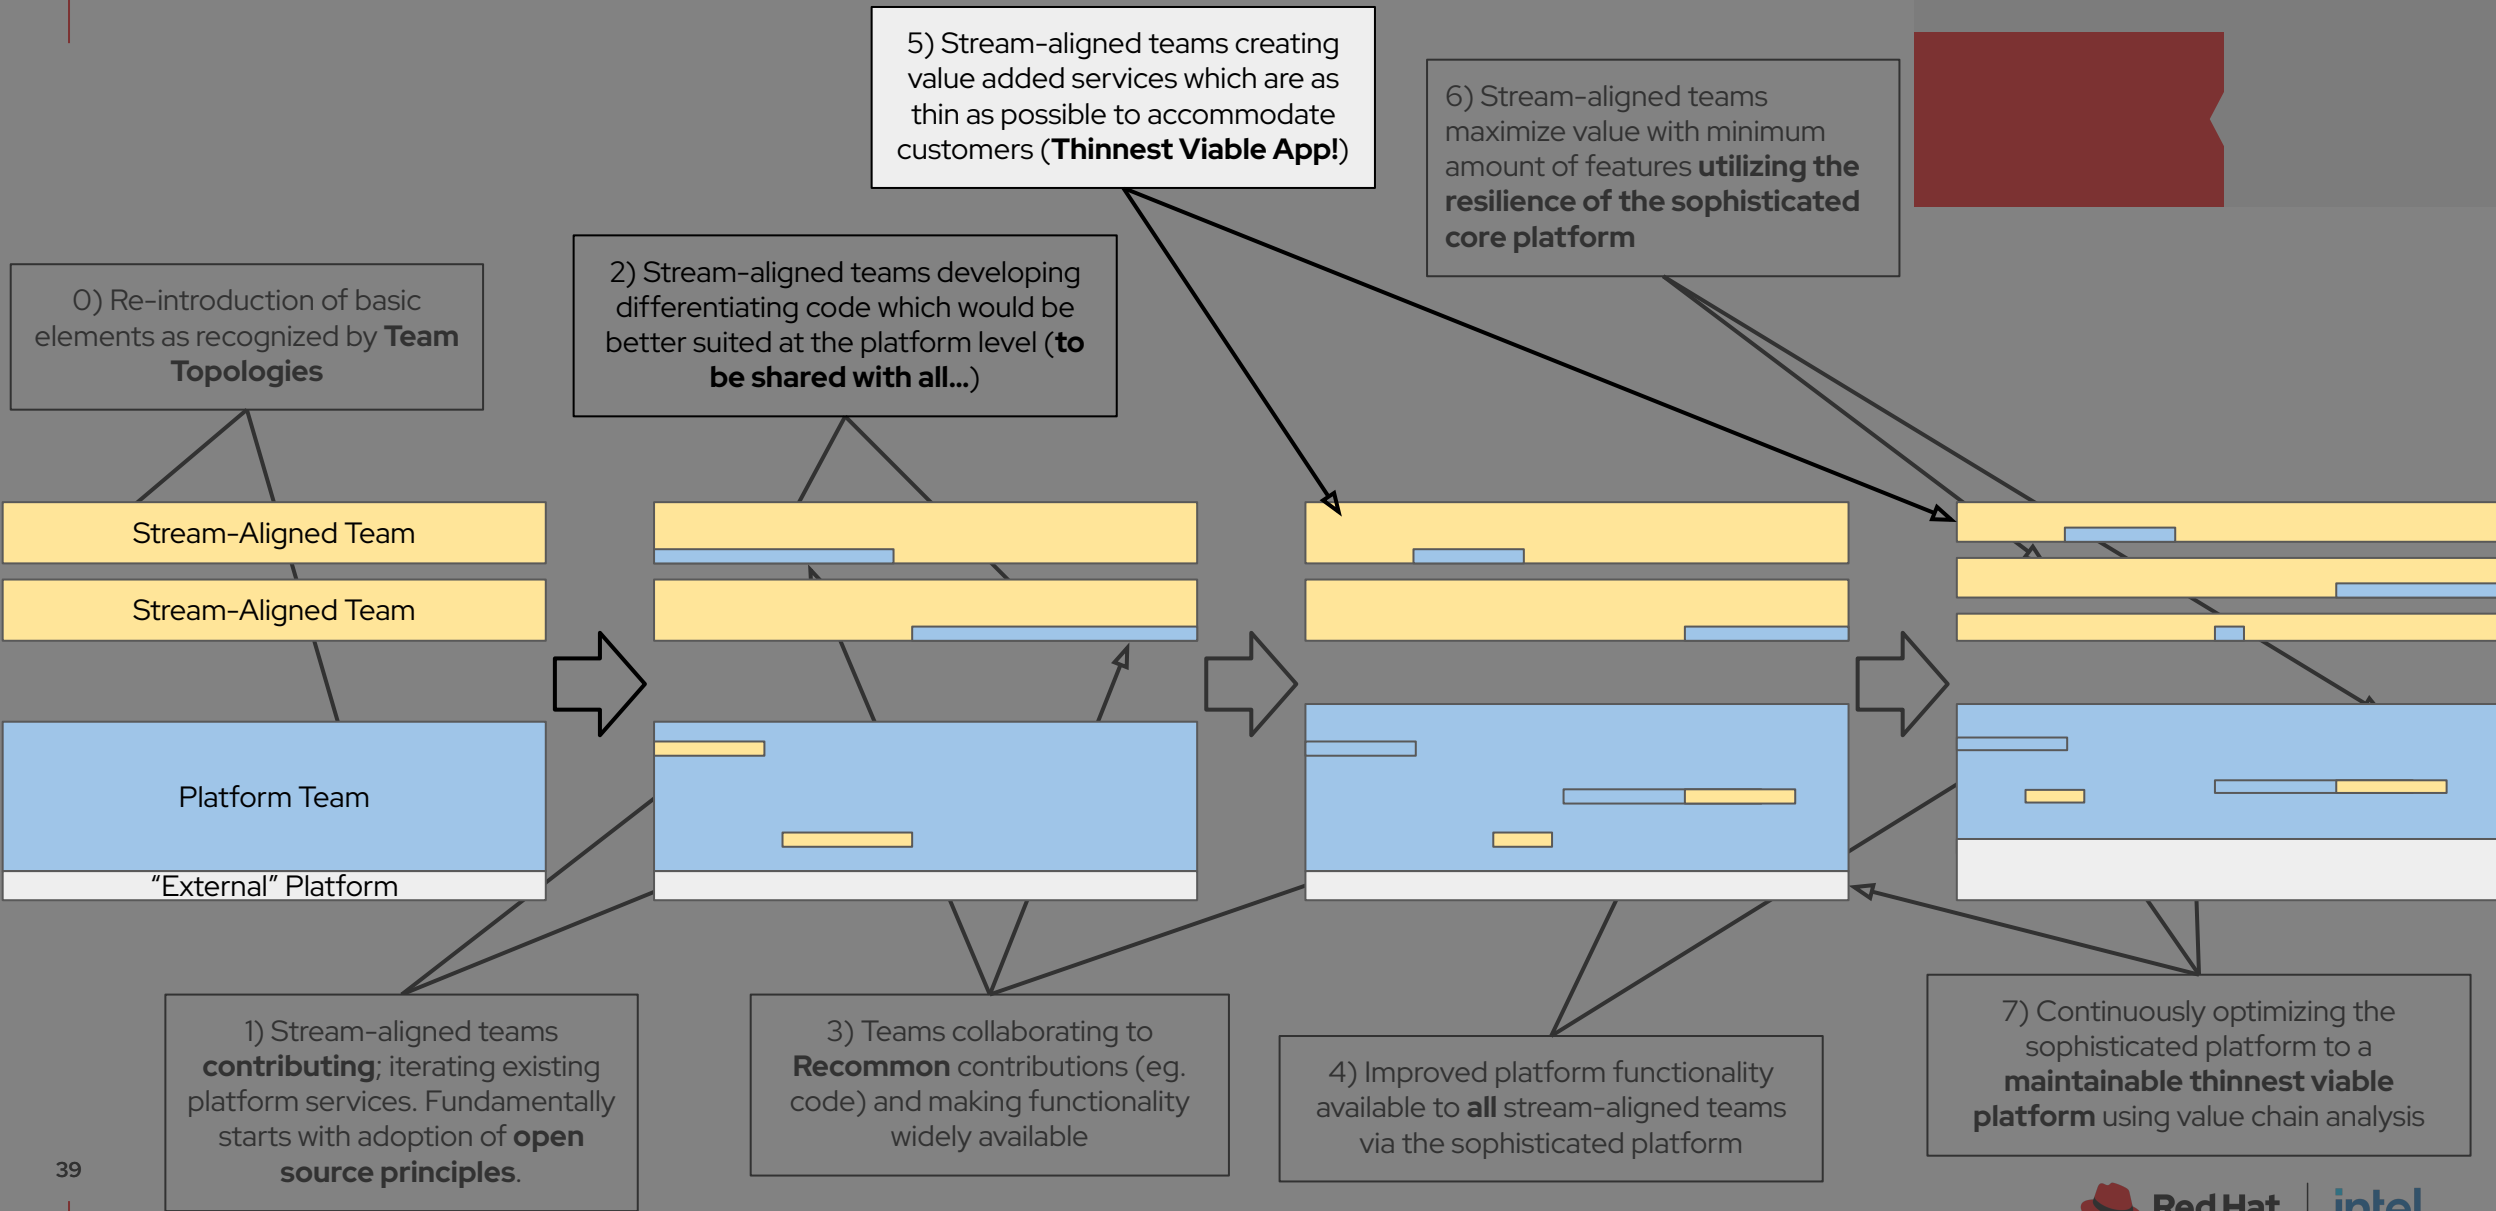 5) Stream-aligned teams creating
value added services which are as
thin as possible to accommodate
customers (Thinnest Viable App!)
6) Stream-aligned teams
maximize value with minimum
amount of features utilizing the
resilience of the sophisticated
core platform
0) Re-introduction of basic
elements as recognized by Team
Topologies
2) Stream-aligned teams developing
differentiating code which would be
better suited at the platform level (to
be shared with all...)
Stream-Aligned Team
Stream-Aligned Team
Platform Team
“External” Platform
1) Stream-aligned teams
contributing; iterating existing
platform services. Fundamentally
starts with adoption of open
source principles.
3) Teams collaborating to
Recommon contributions (eg.
code) and making functionality
widely available
4) Improved platform functionality
available to all stream-aligned teams
via the sophisticated platform
7) Continuously optimizing the
sophisticated platform to a
maintainable thinnest viable
platform using value chain analysis
39
Red Hat
intel